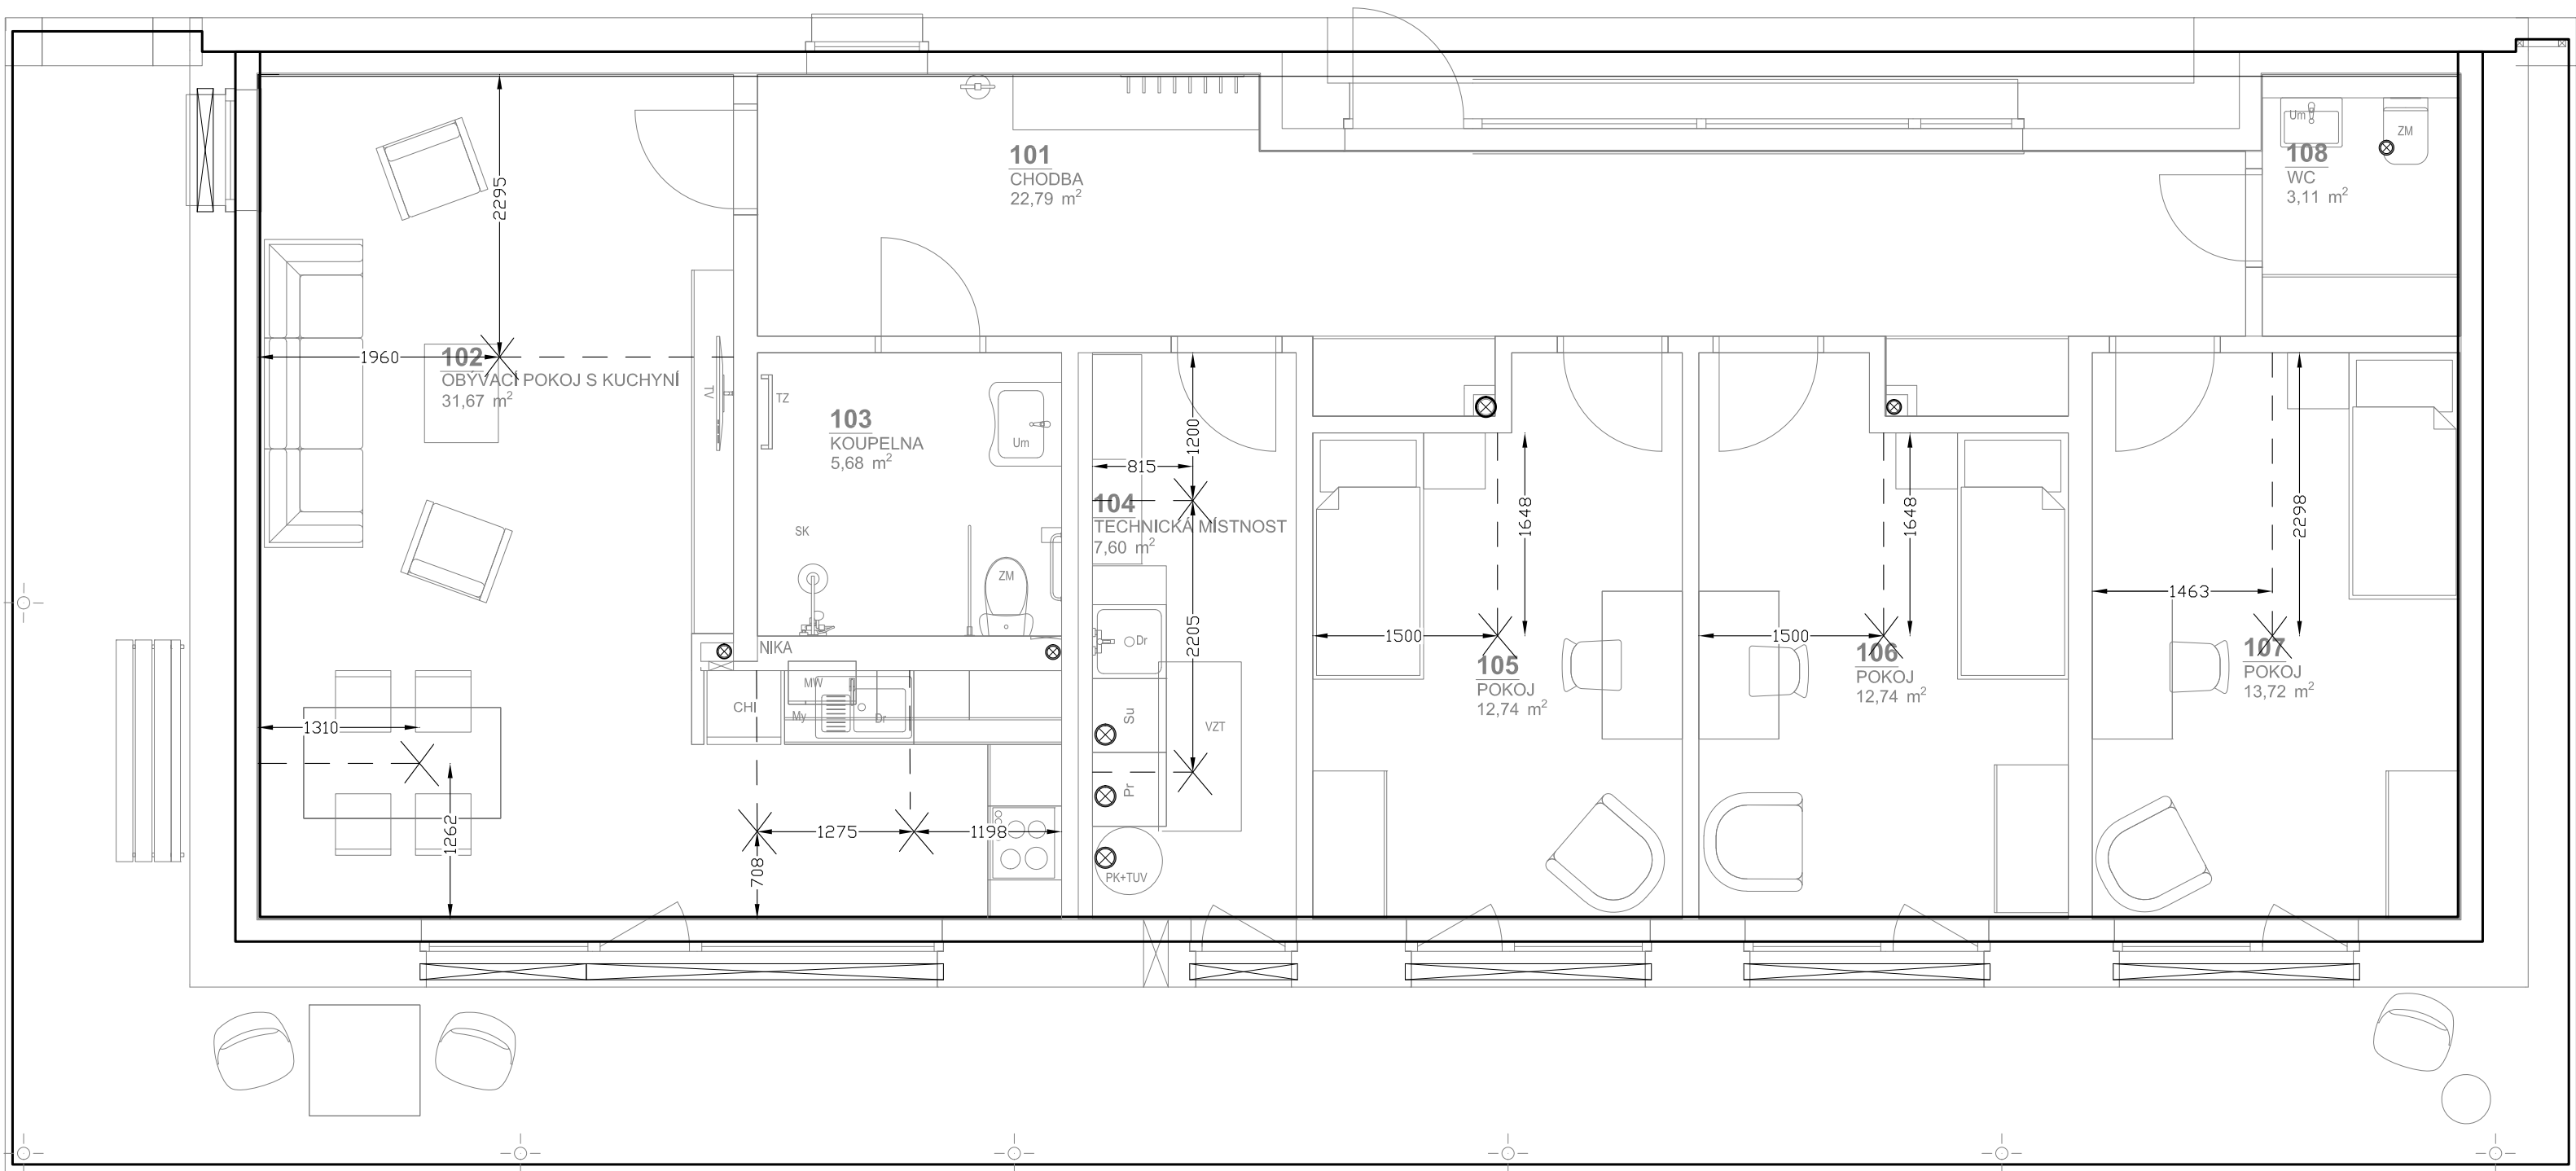 101
CHODBA
22,79 m²
Um
ZM
108
WC
3,11 m²
2295
1960
102
OBÝVACÍ POKOJ S KUCHYNÍ
31,67 m²
TV
TZ
103
KOUPELNA
5,68 m²
Um
SK
ZM
NIKA
1200
815
104
TECHNICKÁ MÍSTNOST
7,60 m²
Dr
2205
Su
Pr
VZT
PK+TUV
1648
1500
105
POKOJ
12,74 m²
1648
1500
106
POKOJ
12,74 m²
2298
1463
107
POKOJ
13,72 m²
MW
CHI
My
Dr
1310
1262
1275
1198
708